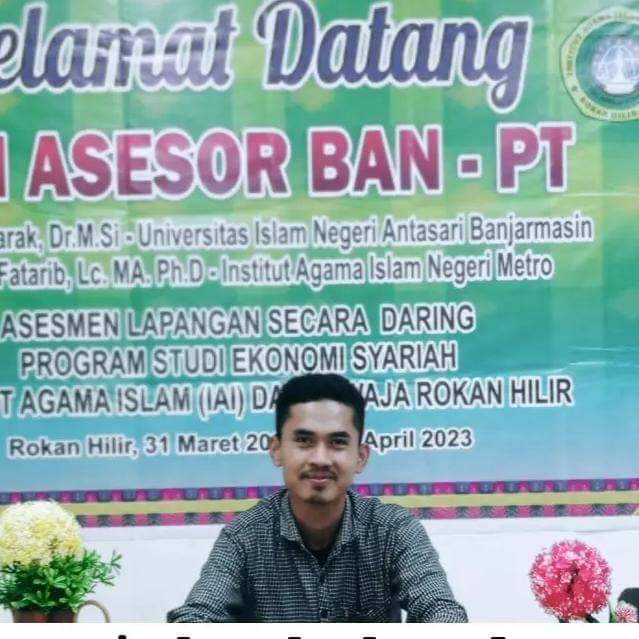 elamat Datang
ASESOR BAN - PT
arak, Dr.M.Si - Universitas Islam Negeri Antasari Banjarmasin
Fatarib, Lc. MA. Ph.D - Institut Agama Islam Negeri Metro
ASESMEN LAPANGAN SECARA DARING
PROGRAM STUDI EKONOMI SYARIAH
T AGAMA ISLAM (IAI) DA WAJA ROKAN HILIR
Rokan Hilir, 31 Maret 20 April 2023